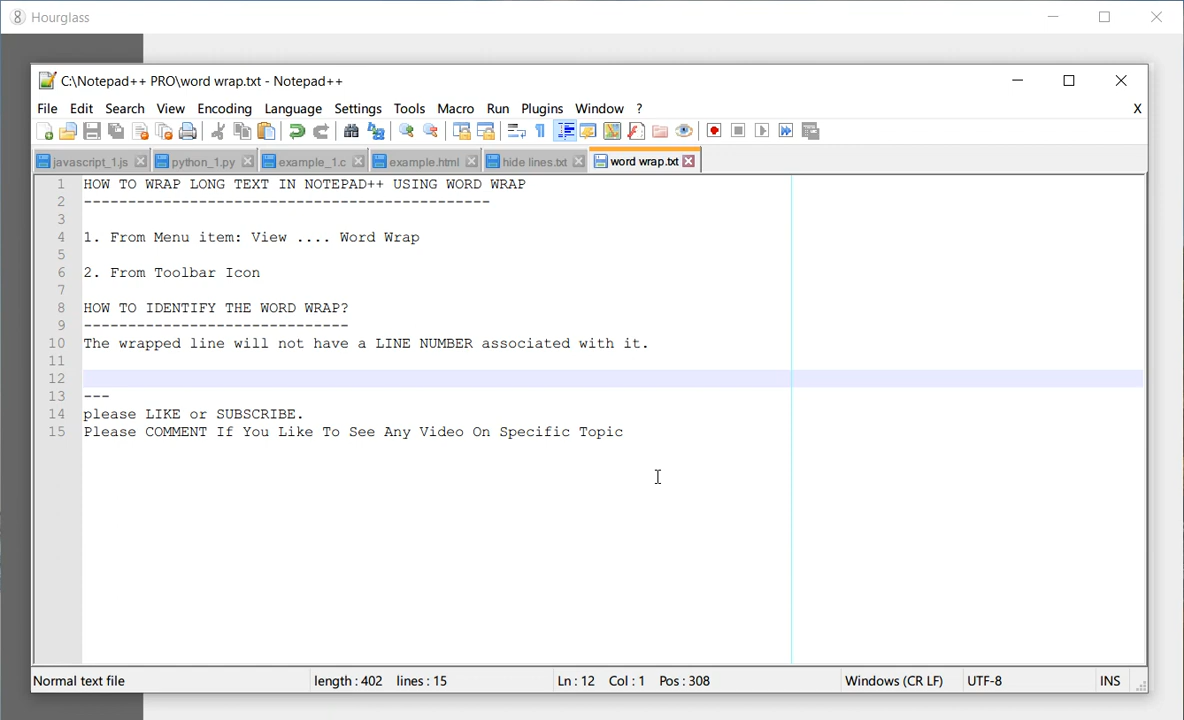 Hourglass
C:\Notepad++ PRO\word wrap.txt - Notepad++
File Edit Search View Encoding Language Settings Tools Macro Run Plugins Window ? X
javascript_1.js python_1.py example_1.c example.html hide lines.txt word wrap.txt
1 HOW TO WRAP LONG TEXT IN NOTEPAD++ USING WORD WRAP
2 ----------------------------------------------
3
4 1. From Menu item: View .... Word Wrap
5
6 2. From Toolbar Icon
7
8 HOW TO IDENTIFY THE WORD WRAP?
9 ------------------------------
10 The wrapped line will not have a LINE NUMBER associated with it.
11
12
13 ---
14 please LIKE or SUBSCRIBE.
15 Please COMMENT If You Like To See Any Video On Specific Topic
Normal text file length : 402 lines : 15 Ln : 12 Col : 1 Pos : 308 Windows (CR LF) UTF-8 INS